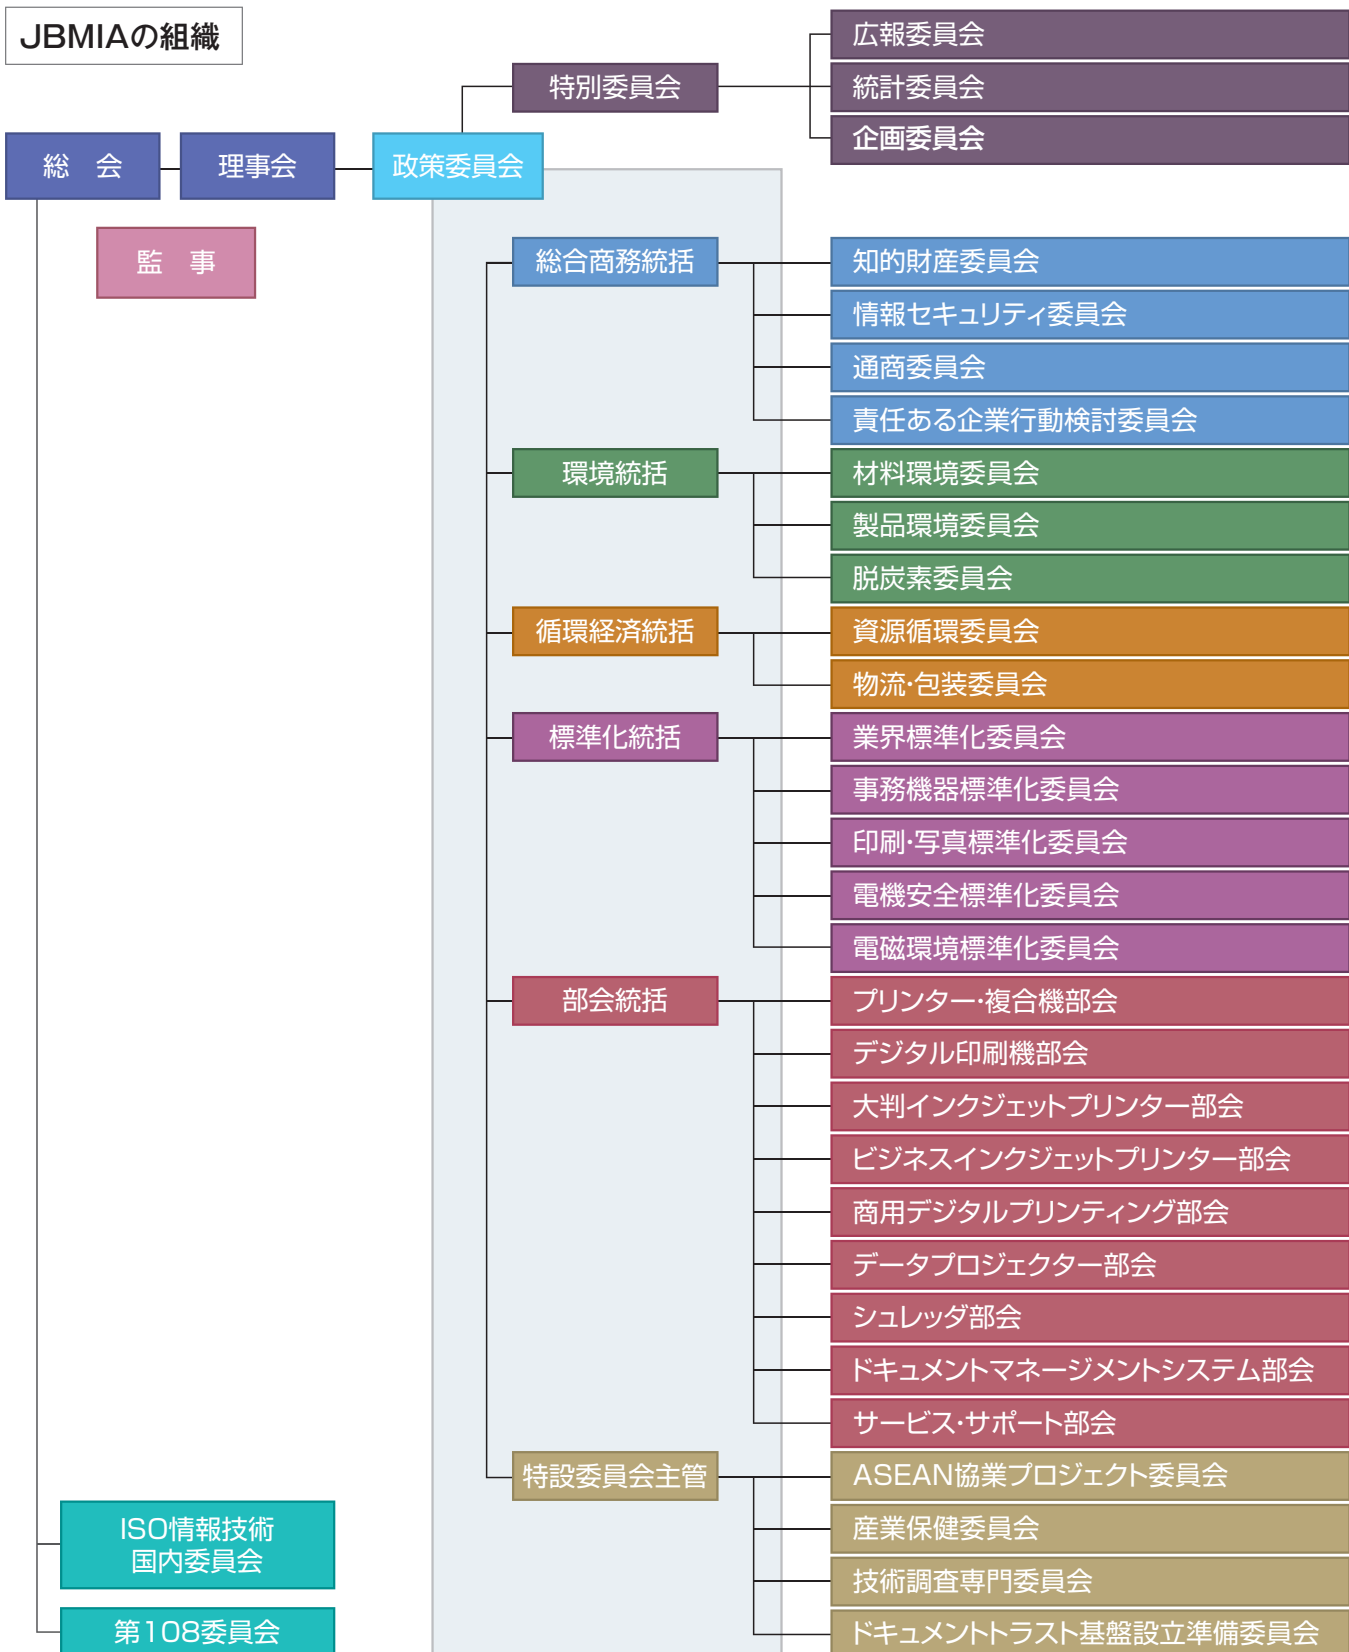 JBMIAの組織
広報委員会
特別委員会
統計委員会
企画委員会
総　会
理事会
政策委員会
監　事
総合商務統括
知的財産委員会
情報セキュリティ委員会
通商委員会
責任ある企業行動検討委員会
環境統括
材料環境委員会
製品環境委員会
脱炭素委員会
循環経済統括
資源循環委員会
物流・包装委員会
標準化統括
業界標準化委員会
事務機器標準化委員会
印刷・写真標準化委員会
電機安全標準化委員会
電磁環境標準化委員会
部会統括
プリンター・複合機部会
デジタル印刷機部会
大判インクジェットプリンター部会
ビジネスインクジェットプリンター部会
商用デジタルプリンティング部会
データプロジェクター部会
シュレッダ部会
ドキュメントマネージメントシステム部会
サービス・サポート部会
特設委員会主管
ASEAN協業プロジェクト委員会
産業保健委員会
技術調査専門委員会
ドキュメントトラスト基盤設立準備委員会
ISO情報技術
国内委員会
第108委員会